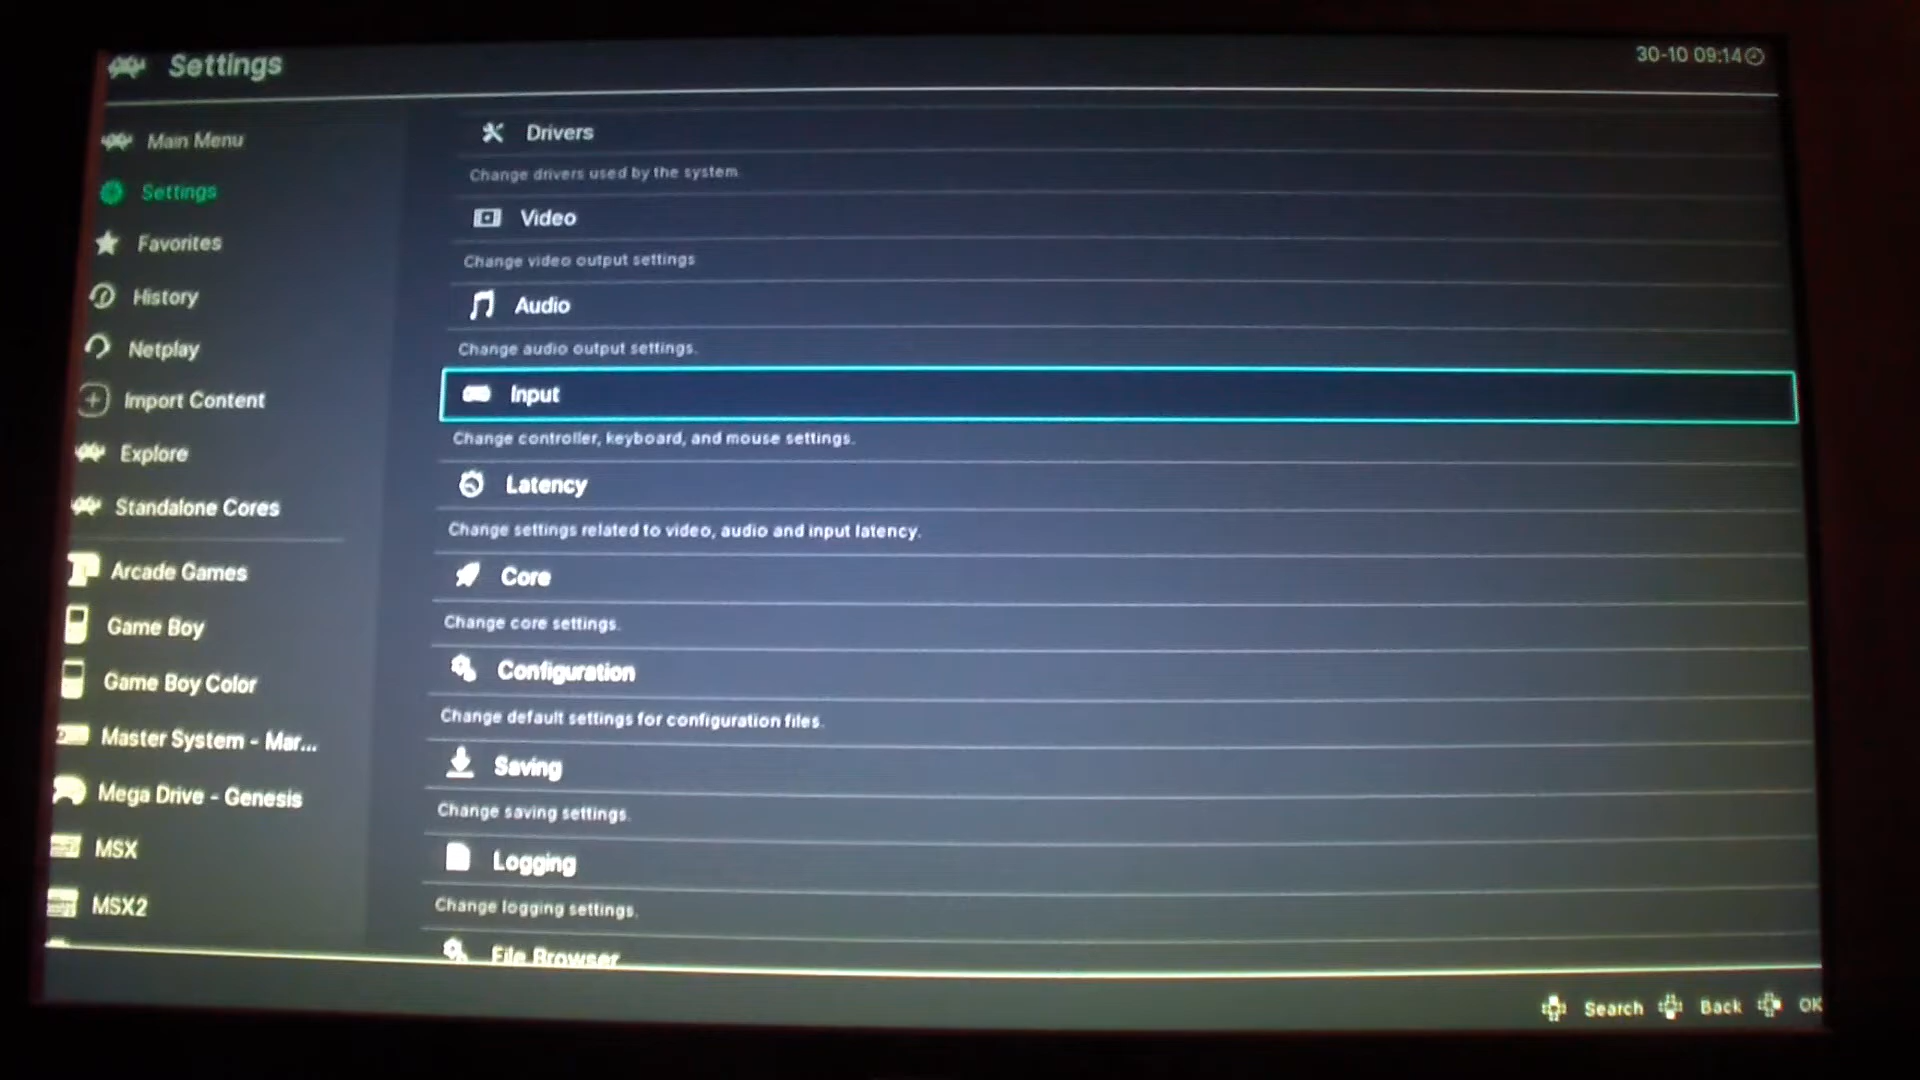 Settings
30-10 09:14
Main Menu
Settings
Favorites
History
Netplay
Import Content
Explore
Standalone Cores
Arcade Games
Game Boy
Game Boy Color
Master System - Mar...
Mega Drive - Genesis
MSX
MSX2
Drivers
Change drivers used by the system.
Video
Change video output settings
Audio
Change audio output settings.
Input
Change controller, keyboard, and mouse settings.
Latency
Change settings related to video, audio and input latency.
Core
Change core settings.
Configuration
Change default settings for configuration files.
Saving
Change saving settings.
Logging
Change logging settings.
File Browser
Search Back OK